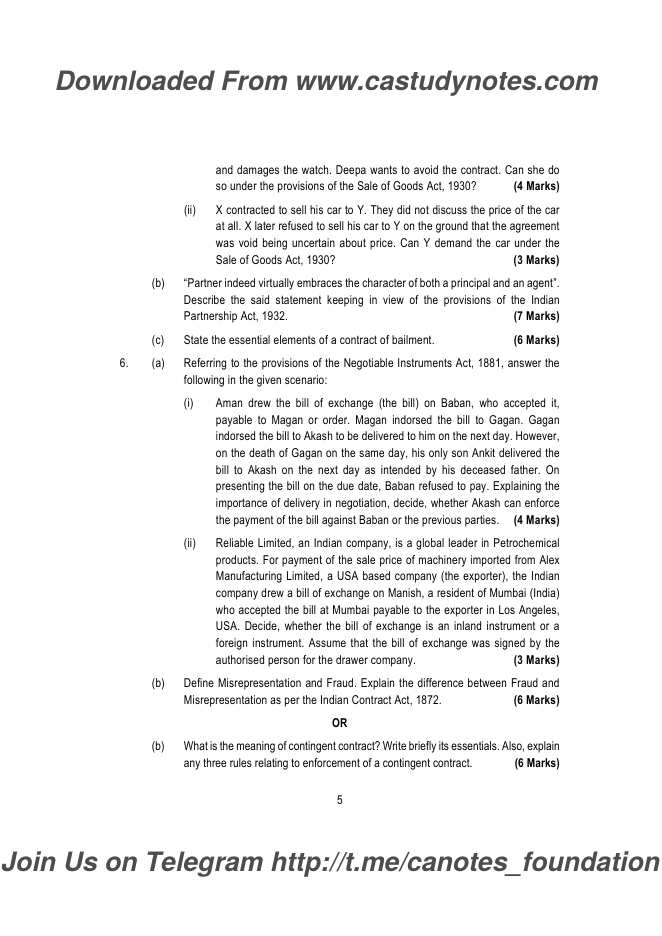 Downloaded From www.castudynotes.com
and damages the watch. Deepa wants to avoid the contract. Can she do
so under the provisions of the Sale of Goods Act, 1930? (4 Marks)
(ii) X contracted to sell his car to Y. They did not discuss the price of the car
at all. X later refused to sell his car to Y on the ground that the agreement
was void being uncertain about price. Can Y demand the car under the
Sale of Goods Act, 1930? (3 Marks)
(b) “Partner indeed virtually embraces the character of both a principal and an agent”.
Describe the said statement keeping in view of the provisions of the Indian
Partnership Act, 1932. (7 Marks)
(c) State the essential elements of a contract of bailment. (6 Marks)
6. (a) Referring to the provisions of the Negotiable Instruments Act, 1881, answer the
following in the given scenario:
(i) Aman drew the bill of exchange (the bill) on Baban, who accepted it,
payable to Magan or order. Magan indorsed the bill to Gagan. Gagan
indorsed the bill to Akash to be delivered to him on the next day. However,
on the death of Gagan on the same day, his only son Ankit delivered the
bill to Akash on the next day as intended by his deceased father. On
presenting the bill on the due date, Baban refused to pay. Explaining the
importance of delivery in negotiation, decide, whether Akash can enforce
the payment of the bill against Baban or the previous parties. (4 Marks)
(ii) Reliable Limited, an Indian company, is a global leader in Petrochemical
products. For payment of the sale price of machinery imported from Alex
Manufacturing Limited, a USA based company (the exporter), the Indian
company drew a bill of exchange on Manish, a resident of Mumbai (India)
who accepted the bill at Mumbai payable to the exporter in Los Angeles,
USA. Decide, whether the bill of exchange is an inland instrument or a
foreign instrument. Assume that the bill of exchange was signed by the
authorised person for the drawer company. (3 Marks)
(b) Define Misrepresentation and Fraud. Explain the difference between Fraud and
Misrepresentation as per the Indian Contract Act, 1872. (6 Marks)
OR
(b) What is the meaning of contingent contract? Write briefly its essentials. Also, explain
any three rules relating to enforcement of a contingent contract. (6 Marks)
5
Join Us on Telegram http://t.me/canotes_foundation